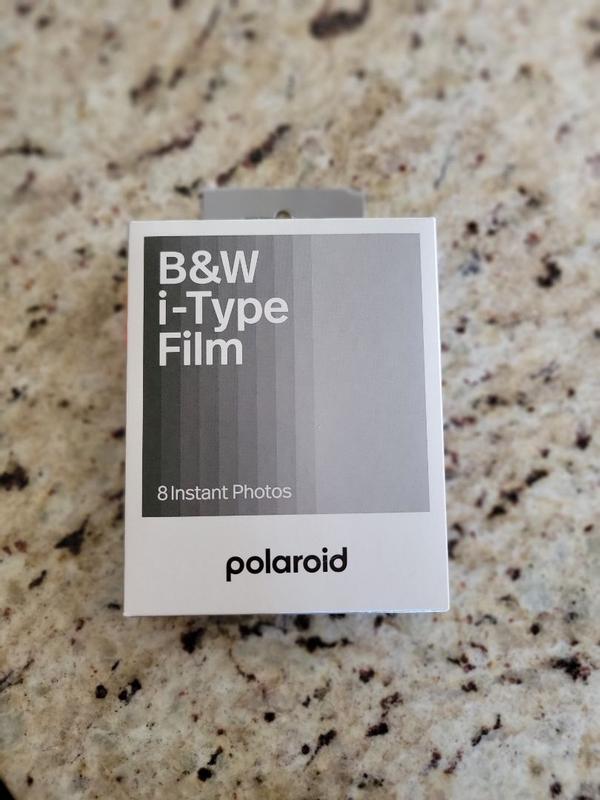 B&W
i-Type
Film
8 Instant Photos
polaroid